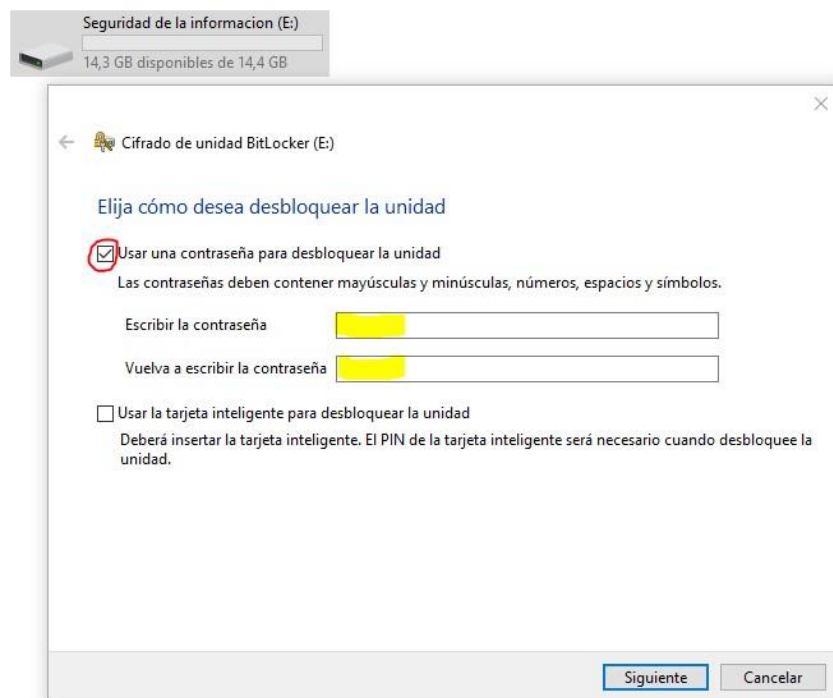 Seguridad de la informacion (E:)
14,3 GB disponibles de 14,4 GB
Cifrado de unidad BitLocker (E:)
Elija cómo desea desbloquear la unidad
Usar una contraseña para desbloquear la unidad
Las contraseñas deben contener mayúsculas y minúsculas, números, espacios y símbolos.
Escribir la contraseña
Vuelva a escribir la contraseña
Usar la tarjeta inteligente para desbloquear la unidad
Deberá insertar la tarjeta inteligente. El PIN de la tarjeta inteligente será necesario cuando desbloquee la
unidad.
Siguiente Cancelar